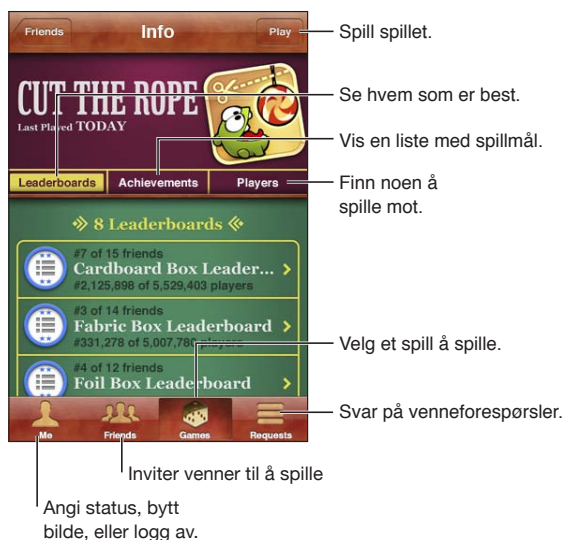 Friends
Info
Play
Spill spillet.
CUT THE ROPE
Last Played TODAY
Se hvem som er best.
Vis en liste med spillmål.
Leaderboards
Achievements
Players
Finn noen å
spille mot.
8 Leaderboards
#7 of 15 friends
Cardboard Box Leader...
#2,125,898 of 5,529,403 players
#3 of 14 friends
Fabric Box Leaderboard
#331,278 of 5,007,780 players
Velg et spill å spille.
#4 of 12 friends
Foil Box Leaderboard
Me
Friends
Games
Requests
Svar på venneforespørsler.
Inviter venner til å spille
Angi status, bytt
bilde, eller logg av.